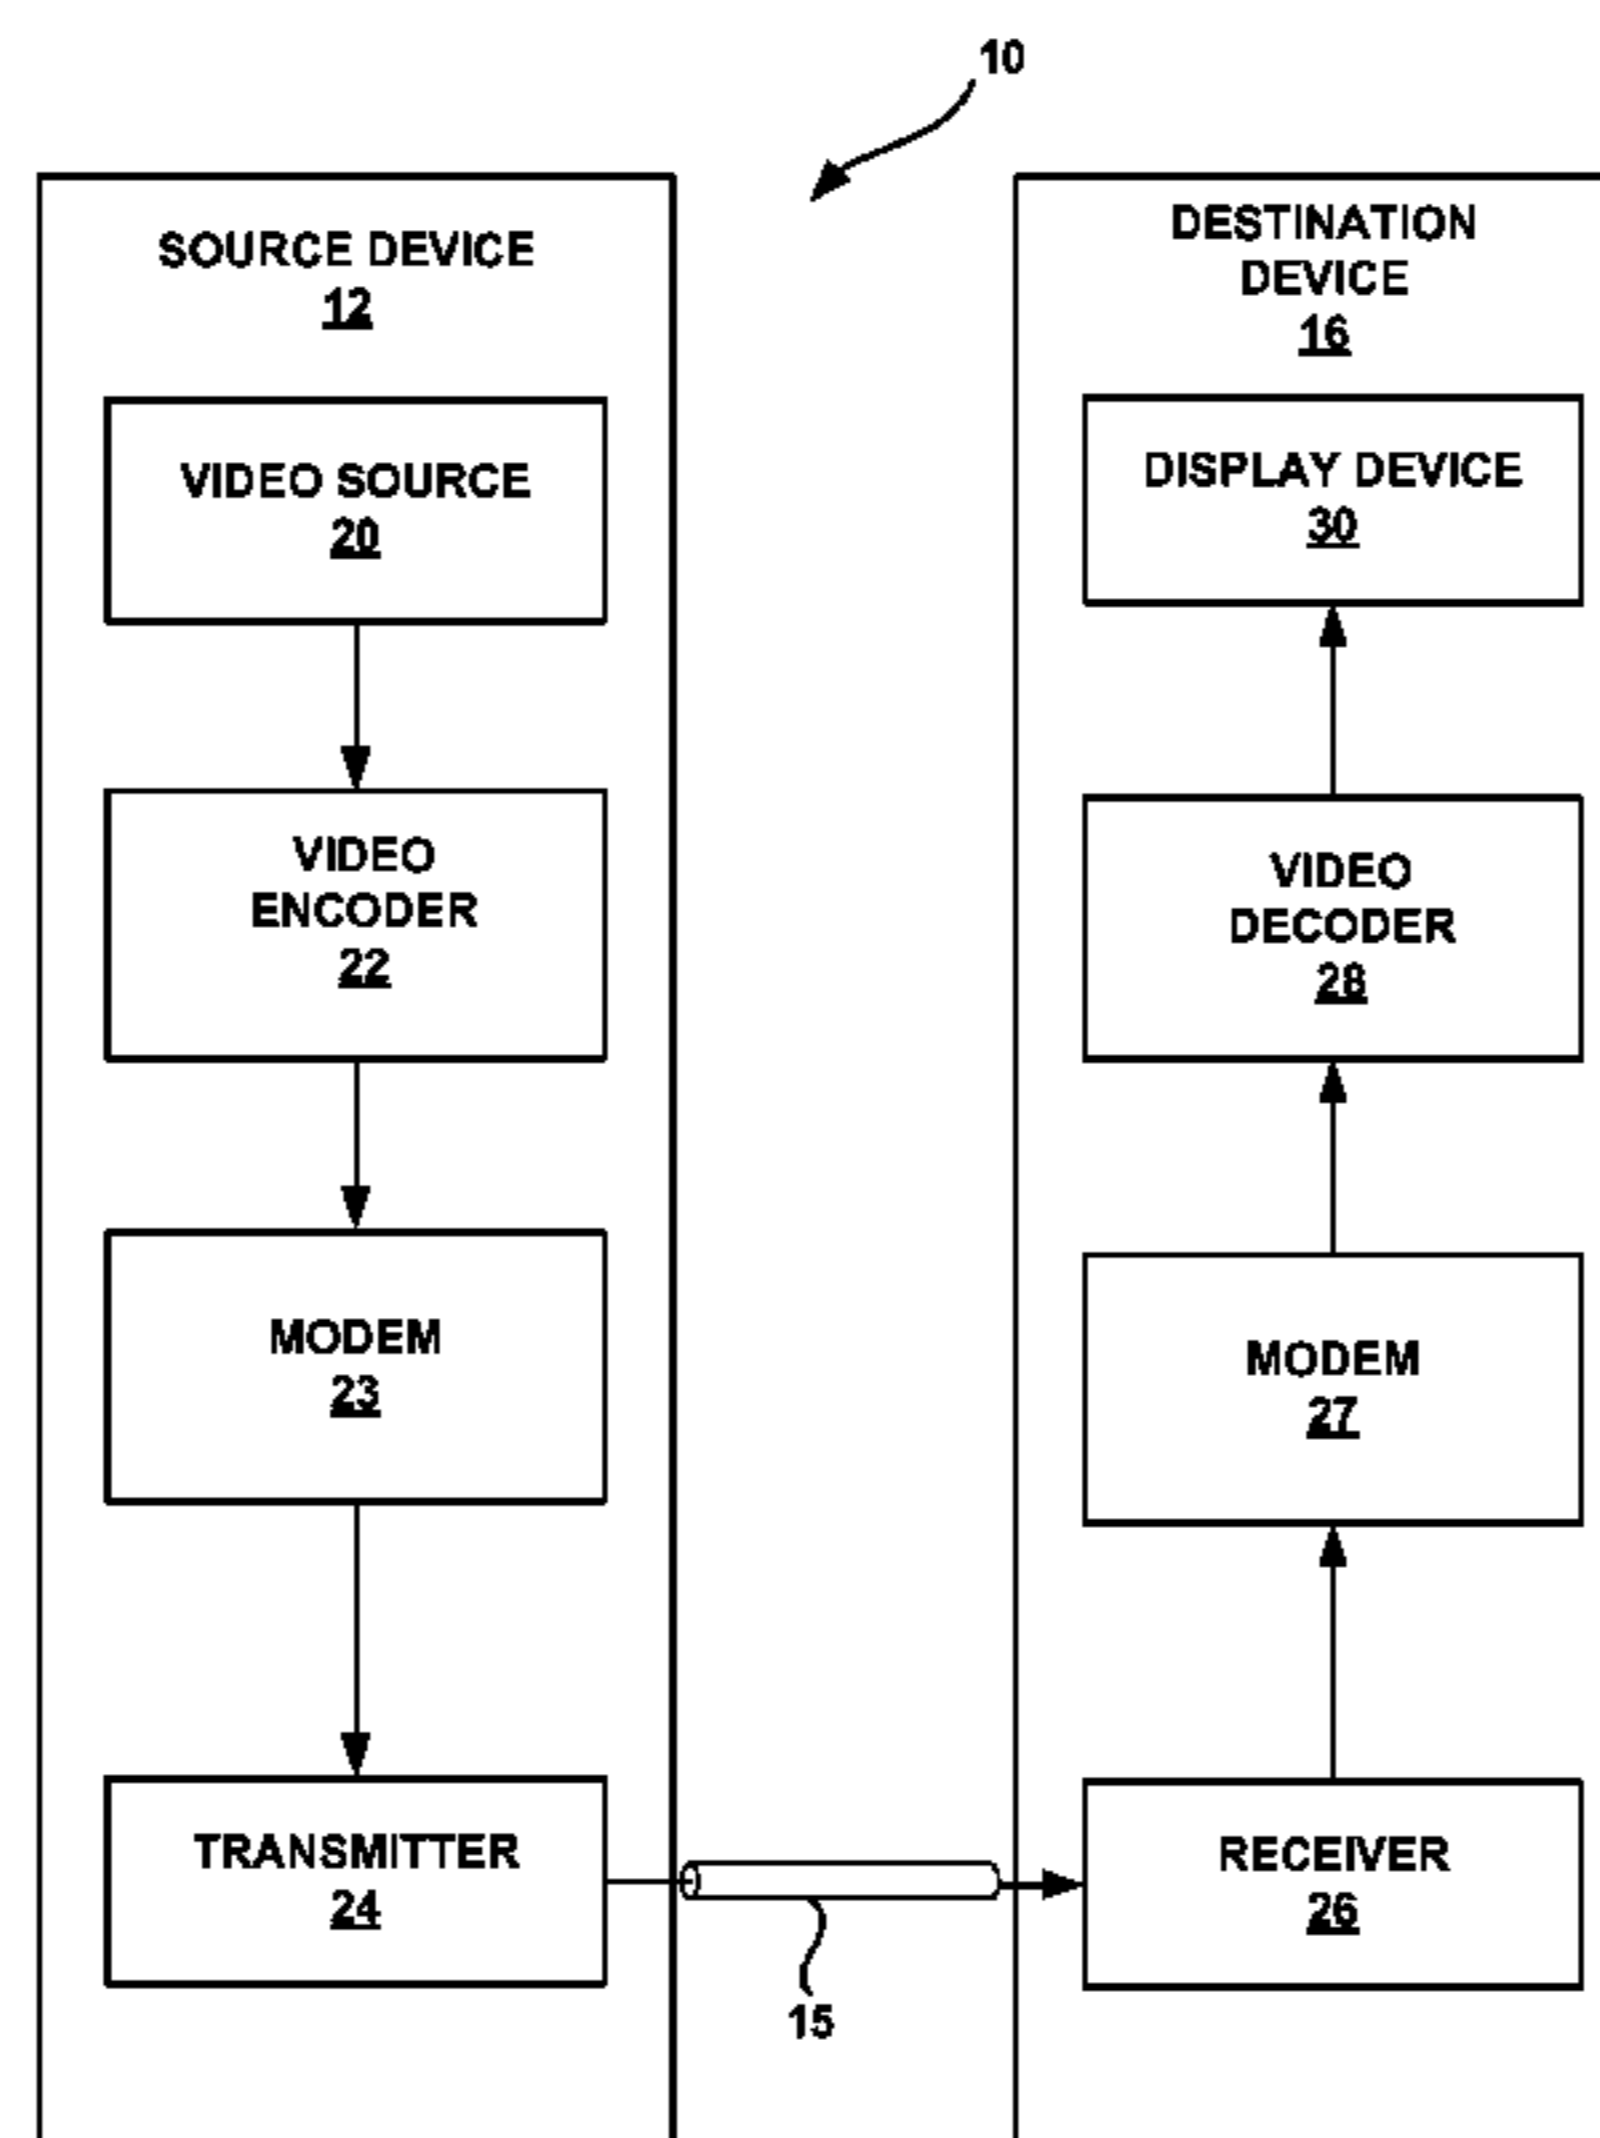 10
SOURCE DEVICE
12
VIDEO SOURCE
20
VIDEO
ENCODER
22
MODEM
23
TRANSMITTER
24
15
DESTINATION
DEVICE
16
DISPLAY DEVICE
30
VIDEO
DECODER
28
MODEM
27
RECEIVER
26